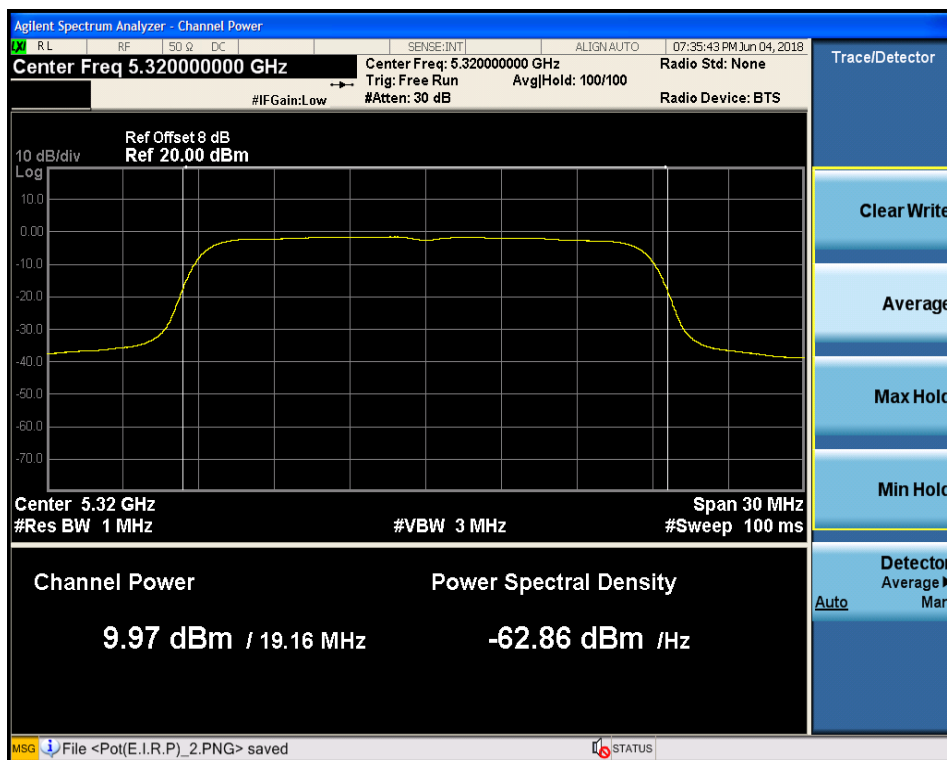 Agilent Spectrum Analyzer - Channel Power
LXI RL RF 50 Ω DC SENSE:INT ALIGN AUTO 07:35:43 PM Jun 04, 2018
Center Freq 5.320000000 GHz
Center Freq: 5.320000000 GHz
Radio Std: None
Trig: Free Run Avg|Hold: 100/100
#IFGain:Low #Atten: 30 dB Radio Device: BTS
Trace/Detector
Ref Offset 8 dB
10 dB/div Ref 20.00 dBm
Log
10.0
0.00
-10.0
-20.0
-30.0
-40.0
-50.0
-60.0
-70.0
Center 5.32 GHz Span 30 MHz
#Res BW 1 MHz #VBW 3 MHz #Sweep 100 ms
Channel Power Power Spectral Density
9.97 dBm / 19.16 MHz -62.86 dBm /Hz
Clear Write
Average
Max Hold
Min Hold
Detector
Average
Auto Man
MSG File <Pot(E.I.R.P)_2.PNG> saved STATUS